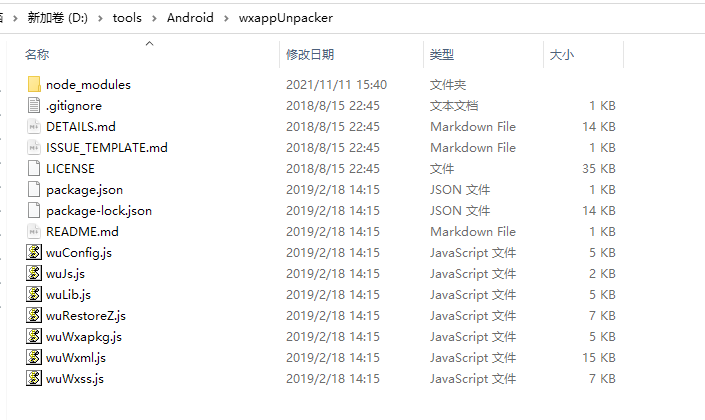 新加卷 (D:) > tools > Android > wxappUnpacker
名称 修改日期 类型 大小
node_modules 2021/11/11 15:40 文件夹
.gitignore 2018/8/15 22:45 文本文档 1 KB
DETAILS.md 2018/8/15 22:45 Markdown File 14 KB
ISSUE_TEMPLATE.md 2018/8/15 22:45 Markdown File 1 KB
LICENSE 2018/8/15 22:45 文件 35 KB
package.json 2019/2/18 14:15 JSON 文件 1 KB
package-lock.json 2019/2/18 14:15 JSON 文件 14 KB
README.md 2019/2/18 14:15 Markdown File 1 KB
wuConfig.js 2019/2/18 14:15 JavaScript 文件 5 KB
wuJs.js 2019/2/18 14:15 JavaScript 文件 2 KB
wuLib.js 2019/2/18 14:15 JavaScript 文件 5 KB
wuRestoreZ.js 2019/2/18 14:15 JavaScript 文件 7 KB
wuWxapkg.js 2019/2/18 14:15 JavaScript 文件 5 KB
wuWxml.js 2019/2/18 14:15 JavaScript 文件 15 KB
wuWxss.js 2019/2/18 14:15 JavaScript 文件 7 KB